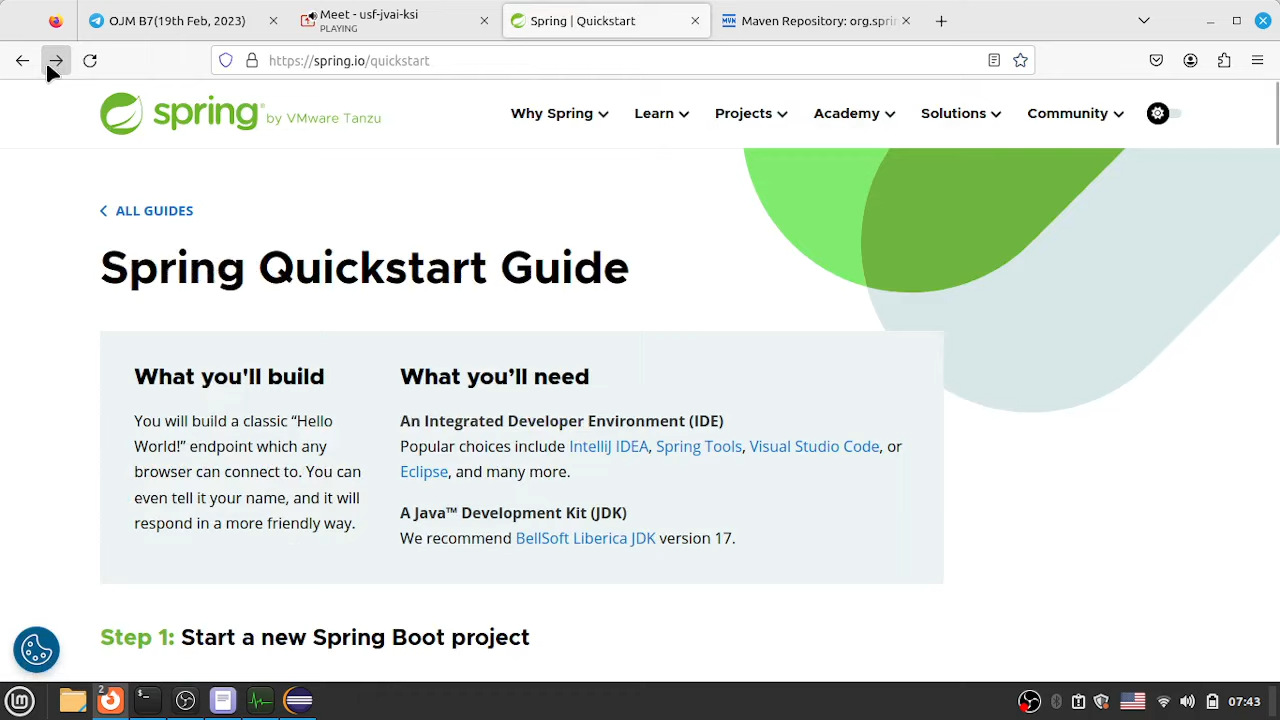 OJM B7(19th Feb, 2023)
Meet - usf-jvai-ksi
PLAYING
Spring | Quickstart
MVN
Maven Repository: org.sprin
https://spring.io/quickstart
spring by VMware Tanzu
Why Spring
Learn
Projects
Academy
Solutions
Community
ALL GUIDES
Spring Quickstart Guide
What you'll build
You will build a classic “Hello
World!” endpoint which any
browser can connect to. You can
even tell it your name, and it will
respond in a more friendly way.
What you’ll need
An Integrated Developer Environment (IDE)
Popular choices include IntelliJ IDEA, Spring Tools, Visual Studio Code, or
Eclipse, and many more.
A Java™ Development Kit (JDK)
We recommend BellSoft Liberica JDK version 17.
Step 1: Start a new Spring Boot project
2
07:43